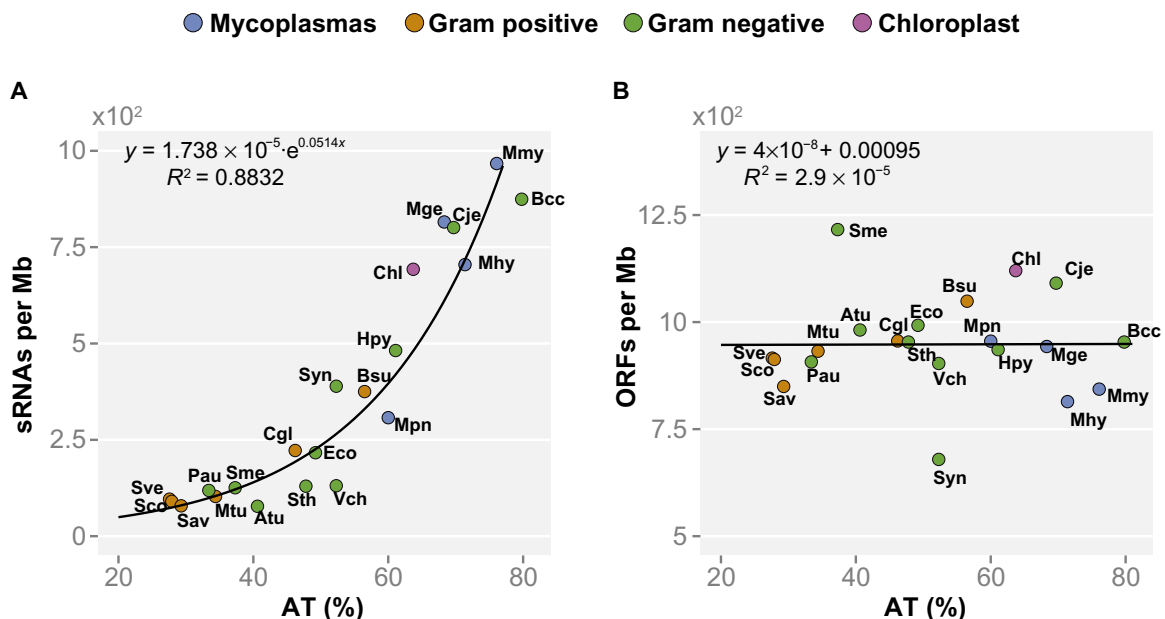 Mycoplasmas Gram positive Gram negative Chloroplast
A
x10²
y = 1.738 × 10⁻⁵·e⁰·⁰⁵¹⁴ˣ
R² = 0.8832
sRNAs per Mb
10
7.5
5
2.5
0
Mmy
Bcc
Mge
Cje
Mhy
Chl
Hpy
Syn
Bsu
Mpn
Cgl
Eco
Pau
Sme
Sve
Sco
Sav
Mtu
Atu
Sth
Vch
20 40 60 80
AT (%)
B
x10²
y = 4×10⁻⁸+ 0.00095
R² = 2.9 × 10⁻⁵
ORFs per Mb
12.5
10
7.5
5
Sme
Chl
Cje
Bsu
Atu
Eco
Mtu
Cgl
Mpn
Bcc
Sve
Sco
Pau
Sth
Hpy
Mge
Sav
Vch
Mmy
Mhy
Syn
20 40 60 80
AT (%)